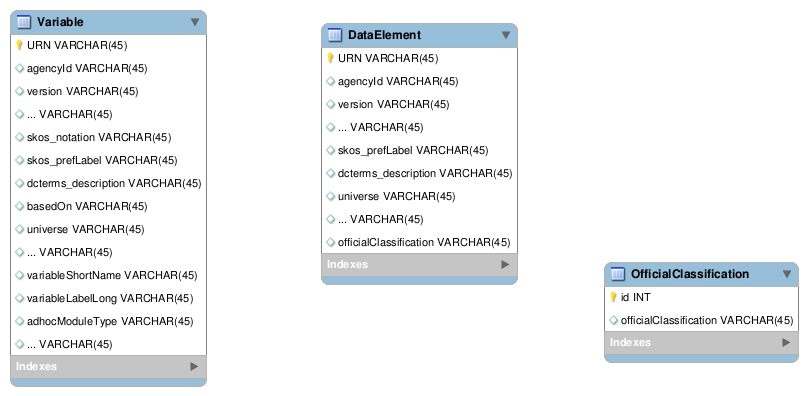 Variable
URN VARCHAR(45)
agencyId VARCHAR(45)
version VARCHAR(45)
... VARCHAR(45)
skos_notation VARCHAR(45)
skos_prefLabel VARCHAR(45)
dcterms_description VARCHAR(45)
basedOn VARCHAR(45)
universe VARCHAR(45)
... VARCHAR(45)
variableShortName VARCHAR(45)
variableLabelLong VARCHAR(45)
adhocModuleType VARCHAR(45)
... VARCHAR(45)
Indexes
DataElement
URN VARCHAR(45)
agencyId VARCHAR(45)
version VARCHAR(45)
... VARCHAR(45)
skos_prefLabel VARCHAR(45)
dcterms_description VARCHAR(45)
universe VARCHAR(45)
... VARCHAR(45)
officialClassification VARCHAR(45)
Indexes
OfficialClassification
id INT
officialClassification VARCHAR(45)
Indexes